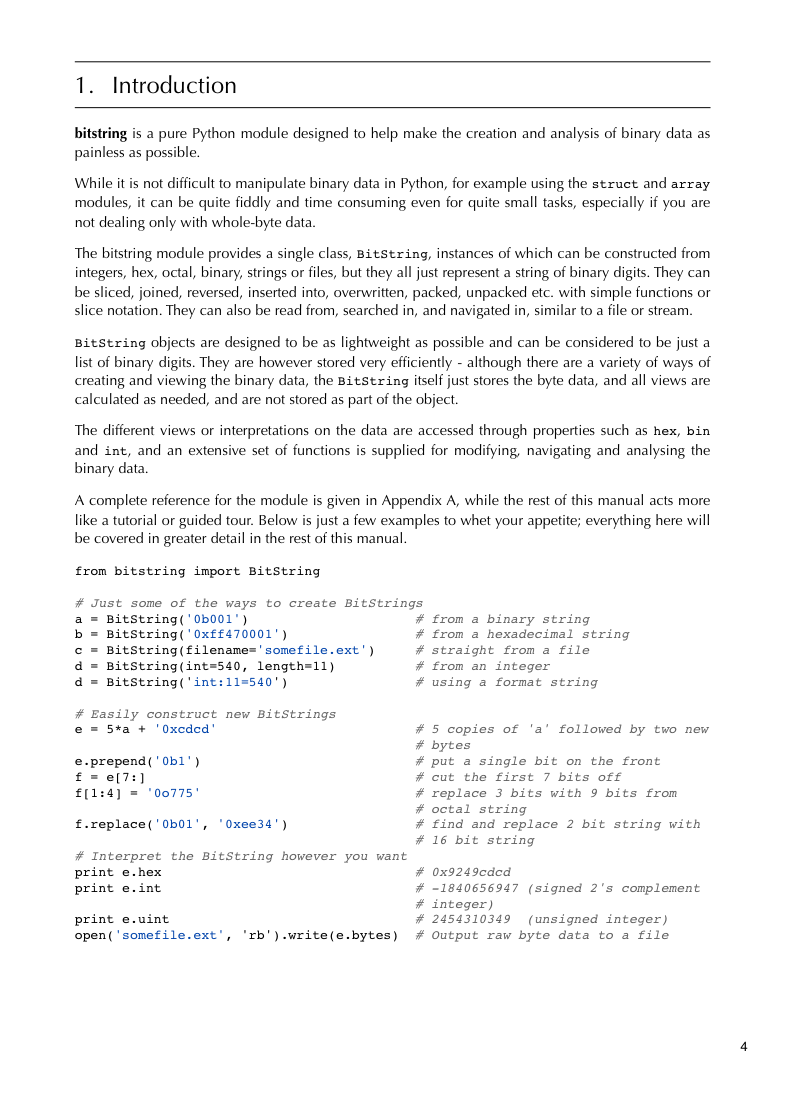 1. Introduction
bitstring is a pure Python module designed to help make the creation and analysis of binary data as
painless as possible.
While it is not difficult to manipulate binary data in Python, for example using the struct and array
modules, it can be quite fiddly and time consuming even for quite small tasks, especially if you are
not dealing only with whole-byte data.
The bitstring module provides a single class, BitString, instances of which can be constructed from
integers, hex, octal, binary, strings or files, but they all just represent a string of binary digits. They can
be sliced, joined, reversed, inserted into, overwritten, packed, unpacked etc. with simple functions or
slice notation. They can also be read from, searched in, and navigated in, similar to a file or stream.
BitString objects are designed to be as lightweight as possible and can be considered to be just a
list of binary digits. They are however stored very efficiently - although there are a variety of ways of
creating and viewing the binary data, the BitString itself just stores the byte data, and all views are
calculated as needed, and are not stored as part of the object.
The different views or interpretations on the data are accessed through properties such as hex, bin
and int, and an extensive set of functions is supplied for modifying, navigating and analysing the
binary data.
A complete reference for the module is given in Appendix A, while the rest of this manual acts more
like a tutorial or guided tour. Below is just a few examples to whet your appetite; everything here will
be covered in greater detail in the rest of this manual.
from bitstring import BitString
# Just some of the ways to create BitStrings
a = BitString('0b001') # from a binary string
b = BitString('0xff470001') # from a hexadecimal string
c = BitString(filename='somefile.ext') # straight from a file
d = BitString(int=540, length=11) # from an integer
d = BitString('int:11=540') # using a format string
# Easily construct new BitStrings
e = 5*a + '0xcdcd' # 5 copies of 'a' followed by two new
# bytes
e.prepend('0b1') # put a single bit on the front
f = e[7:] # cut the first 7 bits off
f[1:4] = '0o775' # replace 3 bits with 9 bits from
# octal string
f.replace('0b01', '0xee34') # find and replace 2 bit string with
# 16 bit string
# Interpret the BitString however you want
print e.hex # 0x9249cdcd
print e.int # -1840656947 (signed 2's complement
# integer)
print e.uint # 2454310349 (unsigned integer)
open('somefile.ext', 'rb').write(e.bytes) # Output raw byte data to a file
4